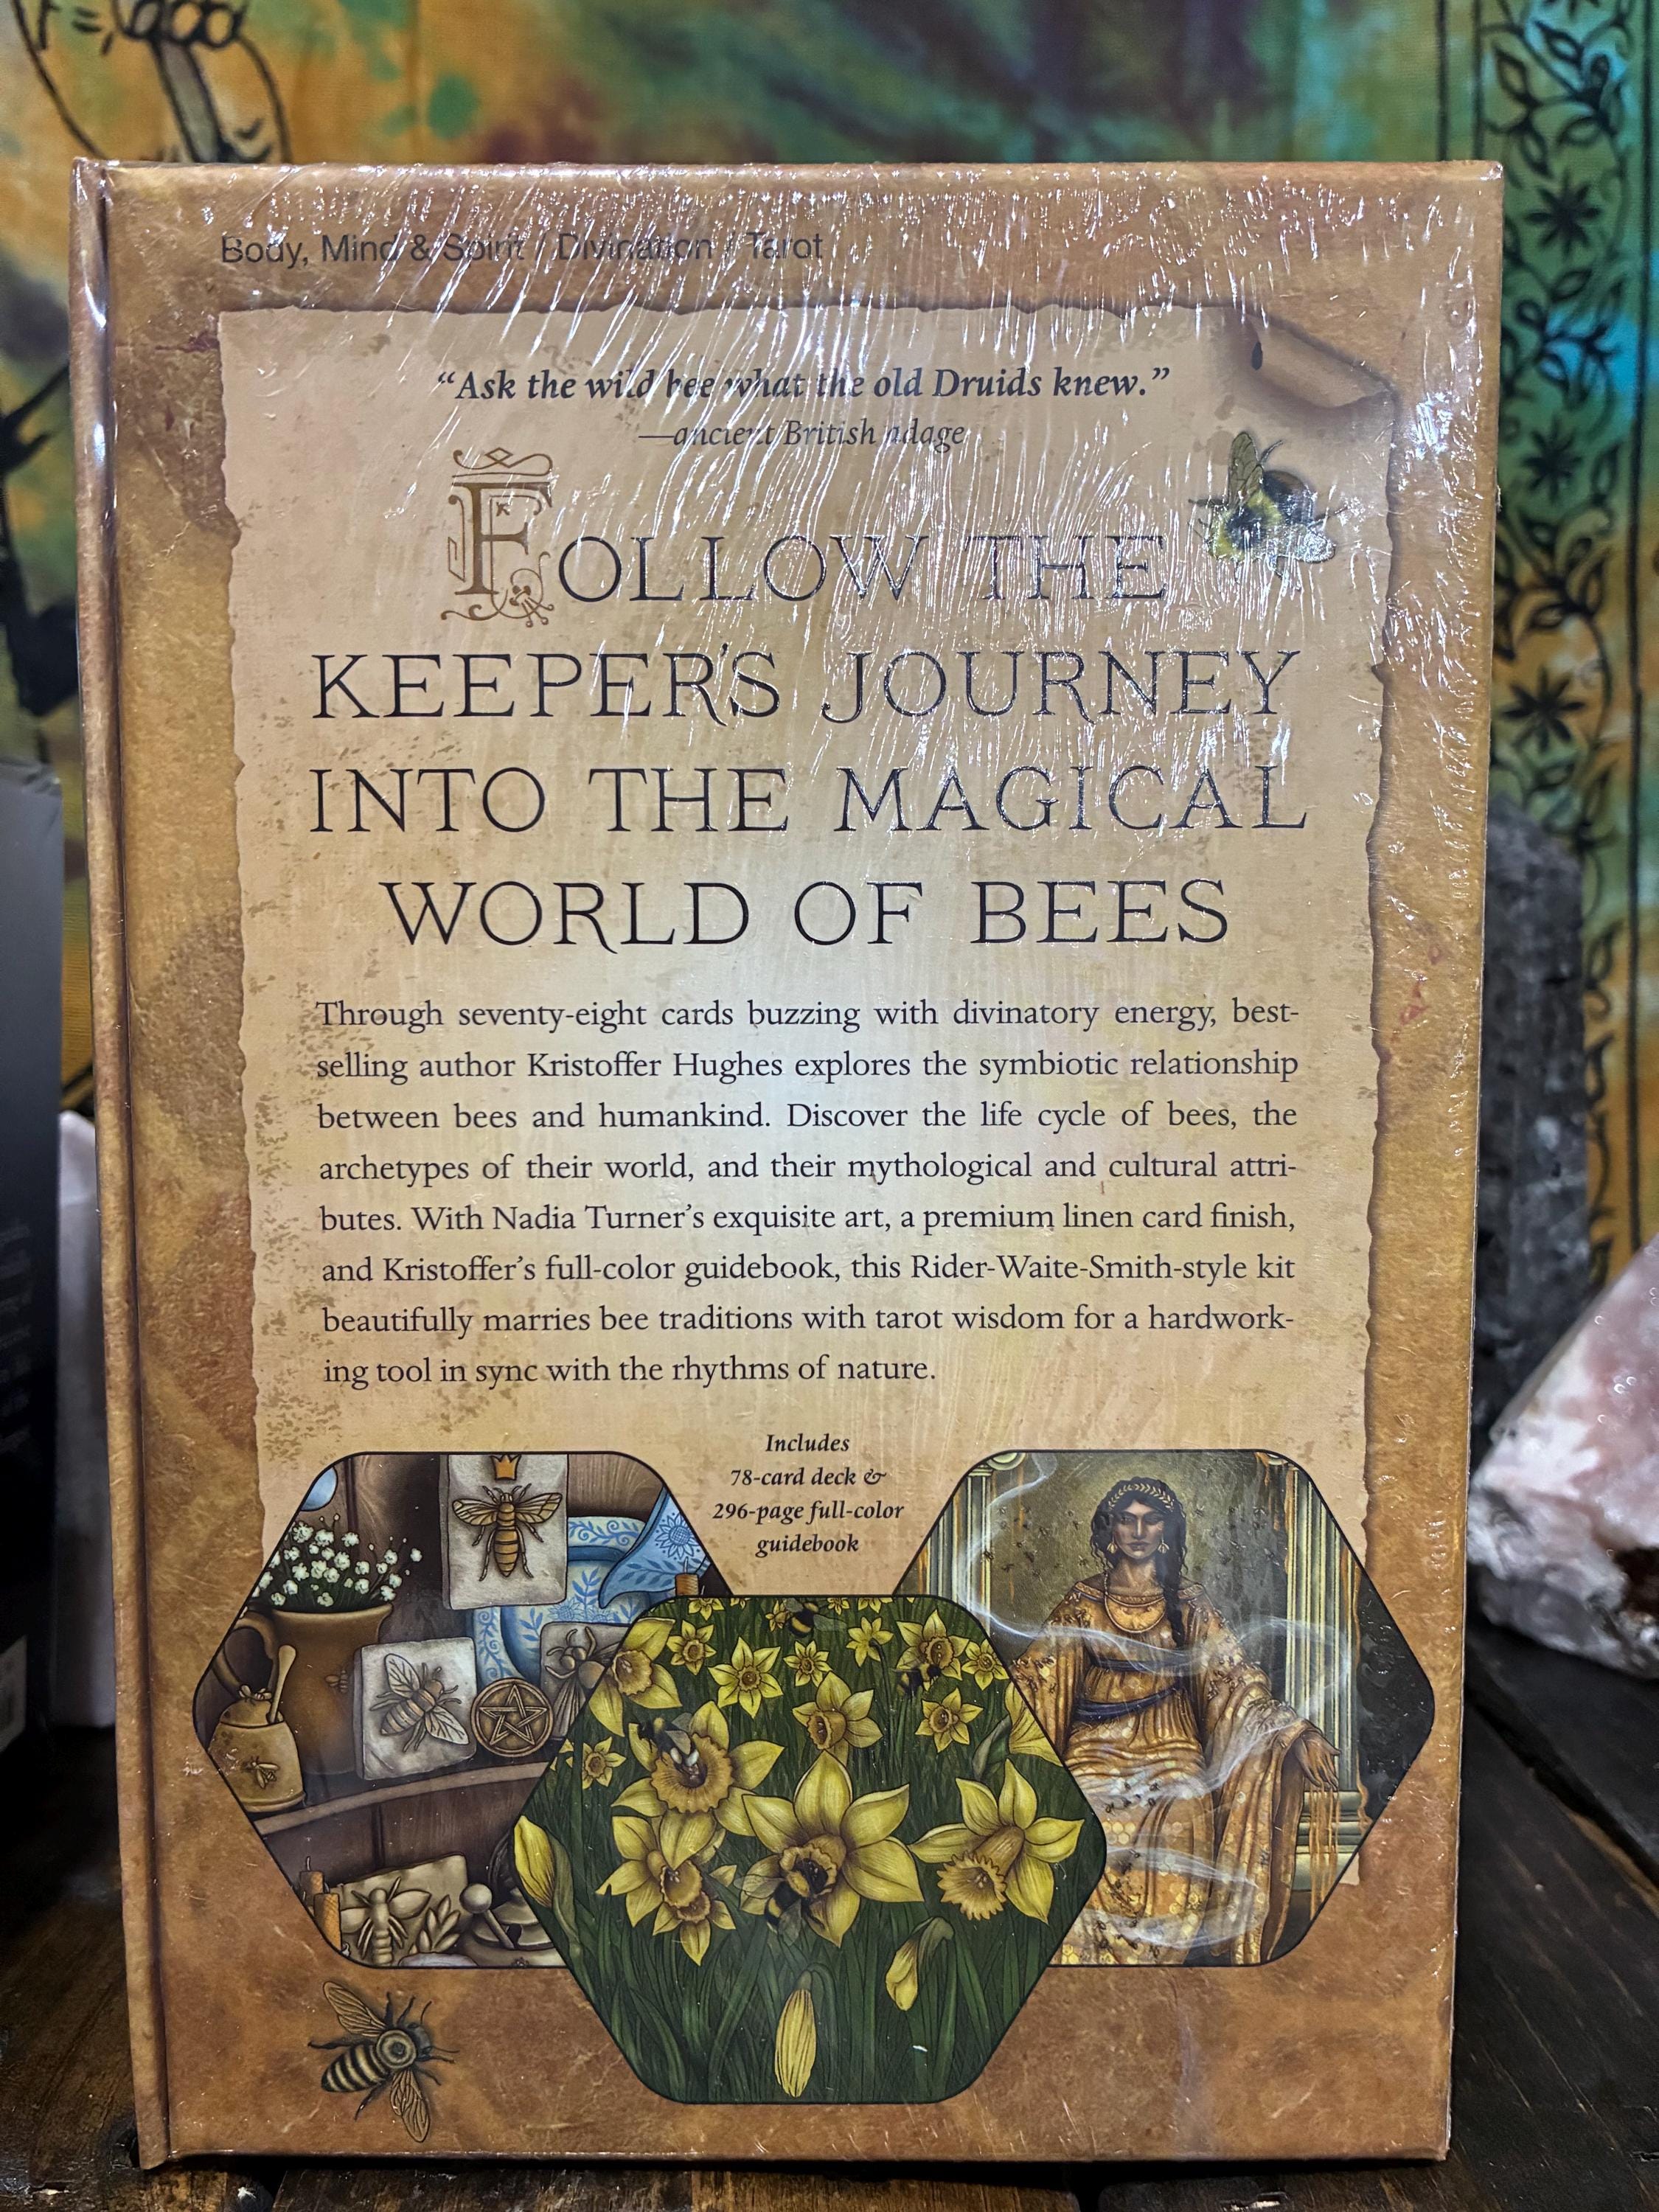 Body, Mind & Spirit / Divination / Tarot
“Ask the wild bee what the old Druids knew.”
—ancient British adage
FOLLOW THE
KEEPER'S JOURNEY
INTO THE MAGICAL
WORLD OF BEES
Through seventy-eight cards buzzing with divinatory energy, best-
selling author Kristoffer Hughes explores the symbiotic relationship
between bees and humankind. Discover the life cycle of bees, the
archetypes of their world, and their mythological and cultural attri-
butes. With Nadia Turner’s exquisite art, a premium linen card finish,
and Kristoffer’s full-color guidebook, this Rider-Waite-Smith-style kit
beautifully marries bee traditions with tarot wisdom for a hardwork-
ing tool in sync with the rhythms of nature.
Includes
78-card deck &
296-page full-color
guidebook